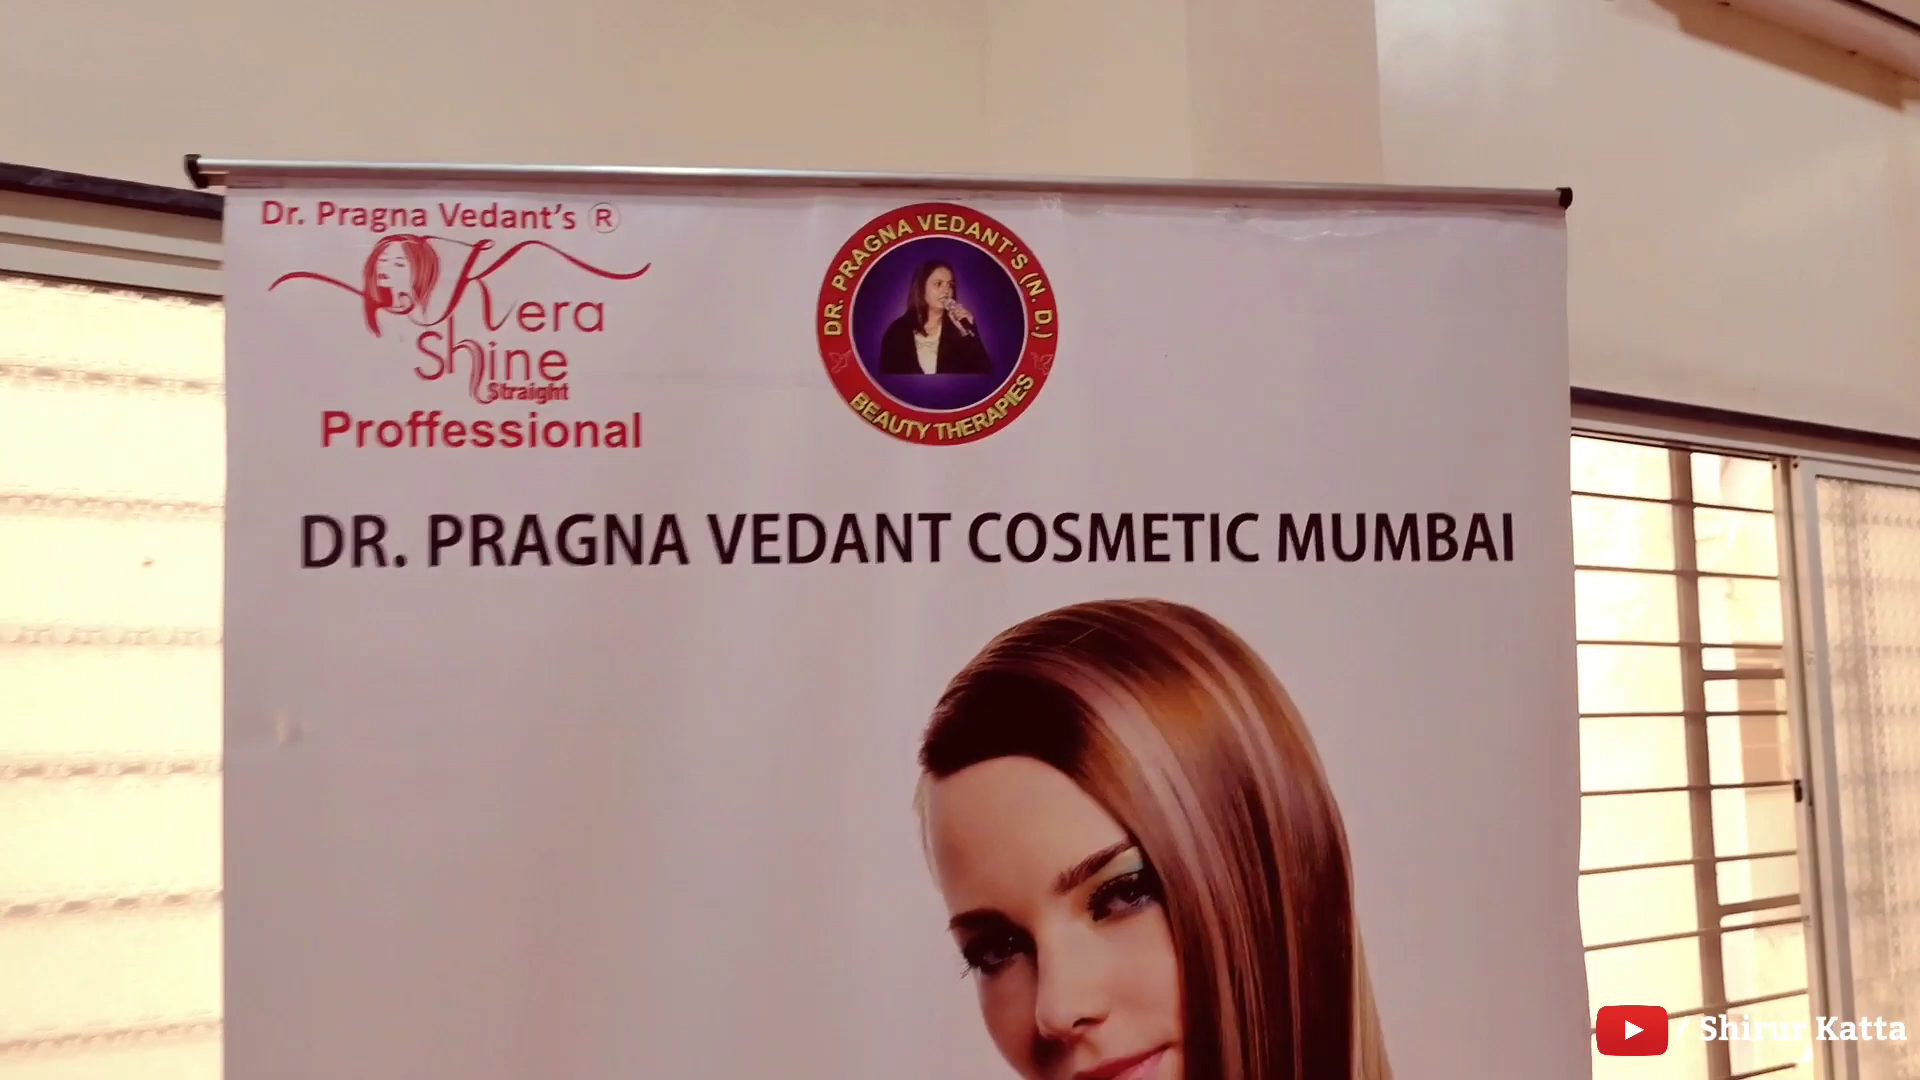 Dr. Pragna Vedant's ®
Kera
Shine
Straight
Proffessional
DR. PRAGNA VEDANT'S (N. D.)
BEAUTY THERAPIES
DR. PRAGNA VEDANT COSMETIC MUMBAI
/ Shirur Katta